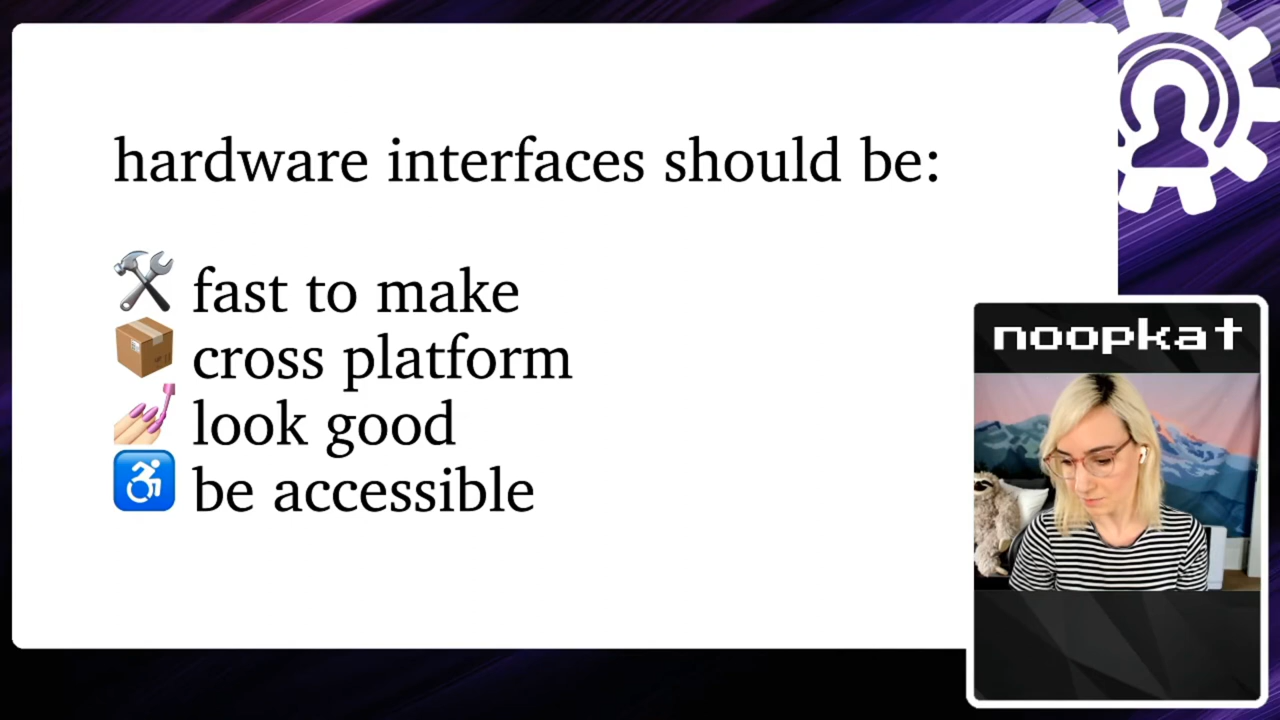 hardware interfaces should be:
fast to make
cross platform
look good
be accessible
noopkat